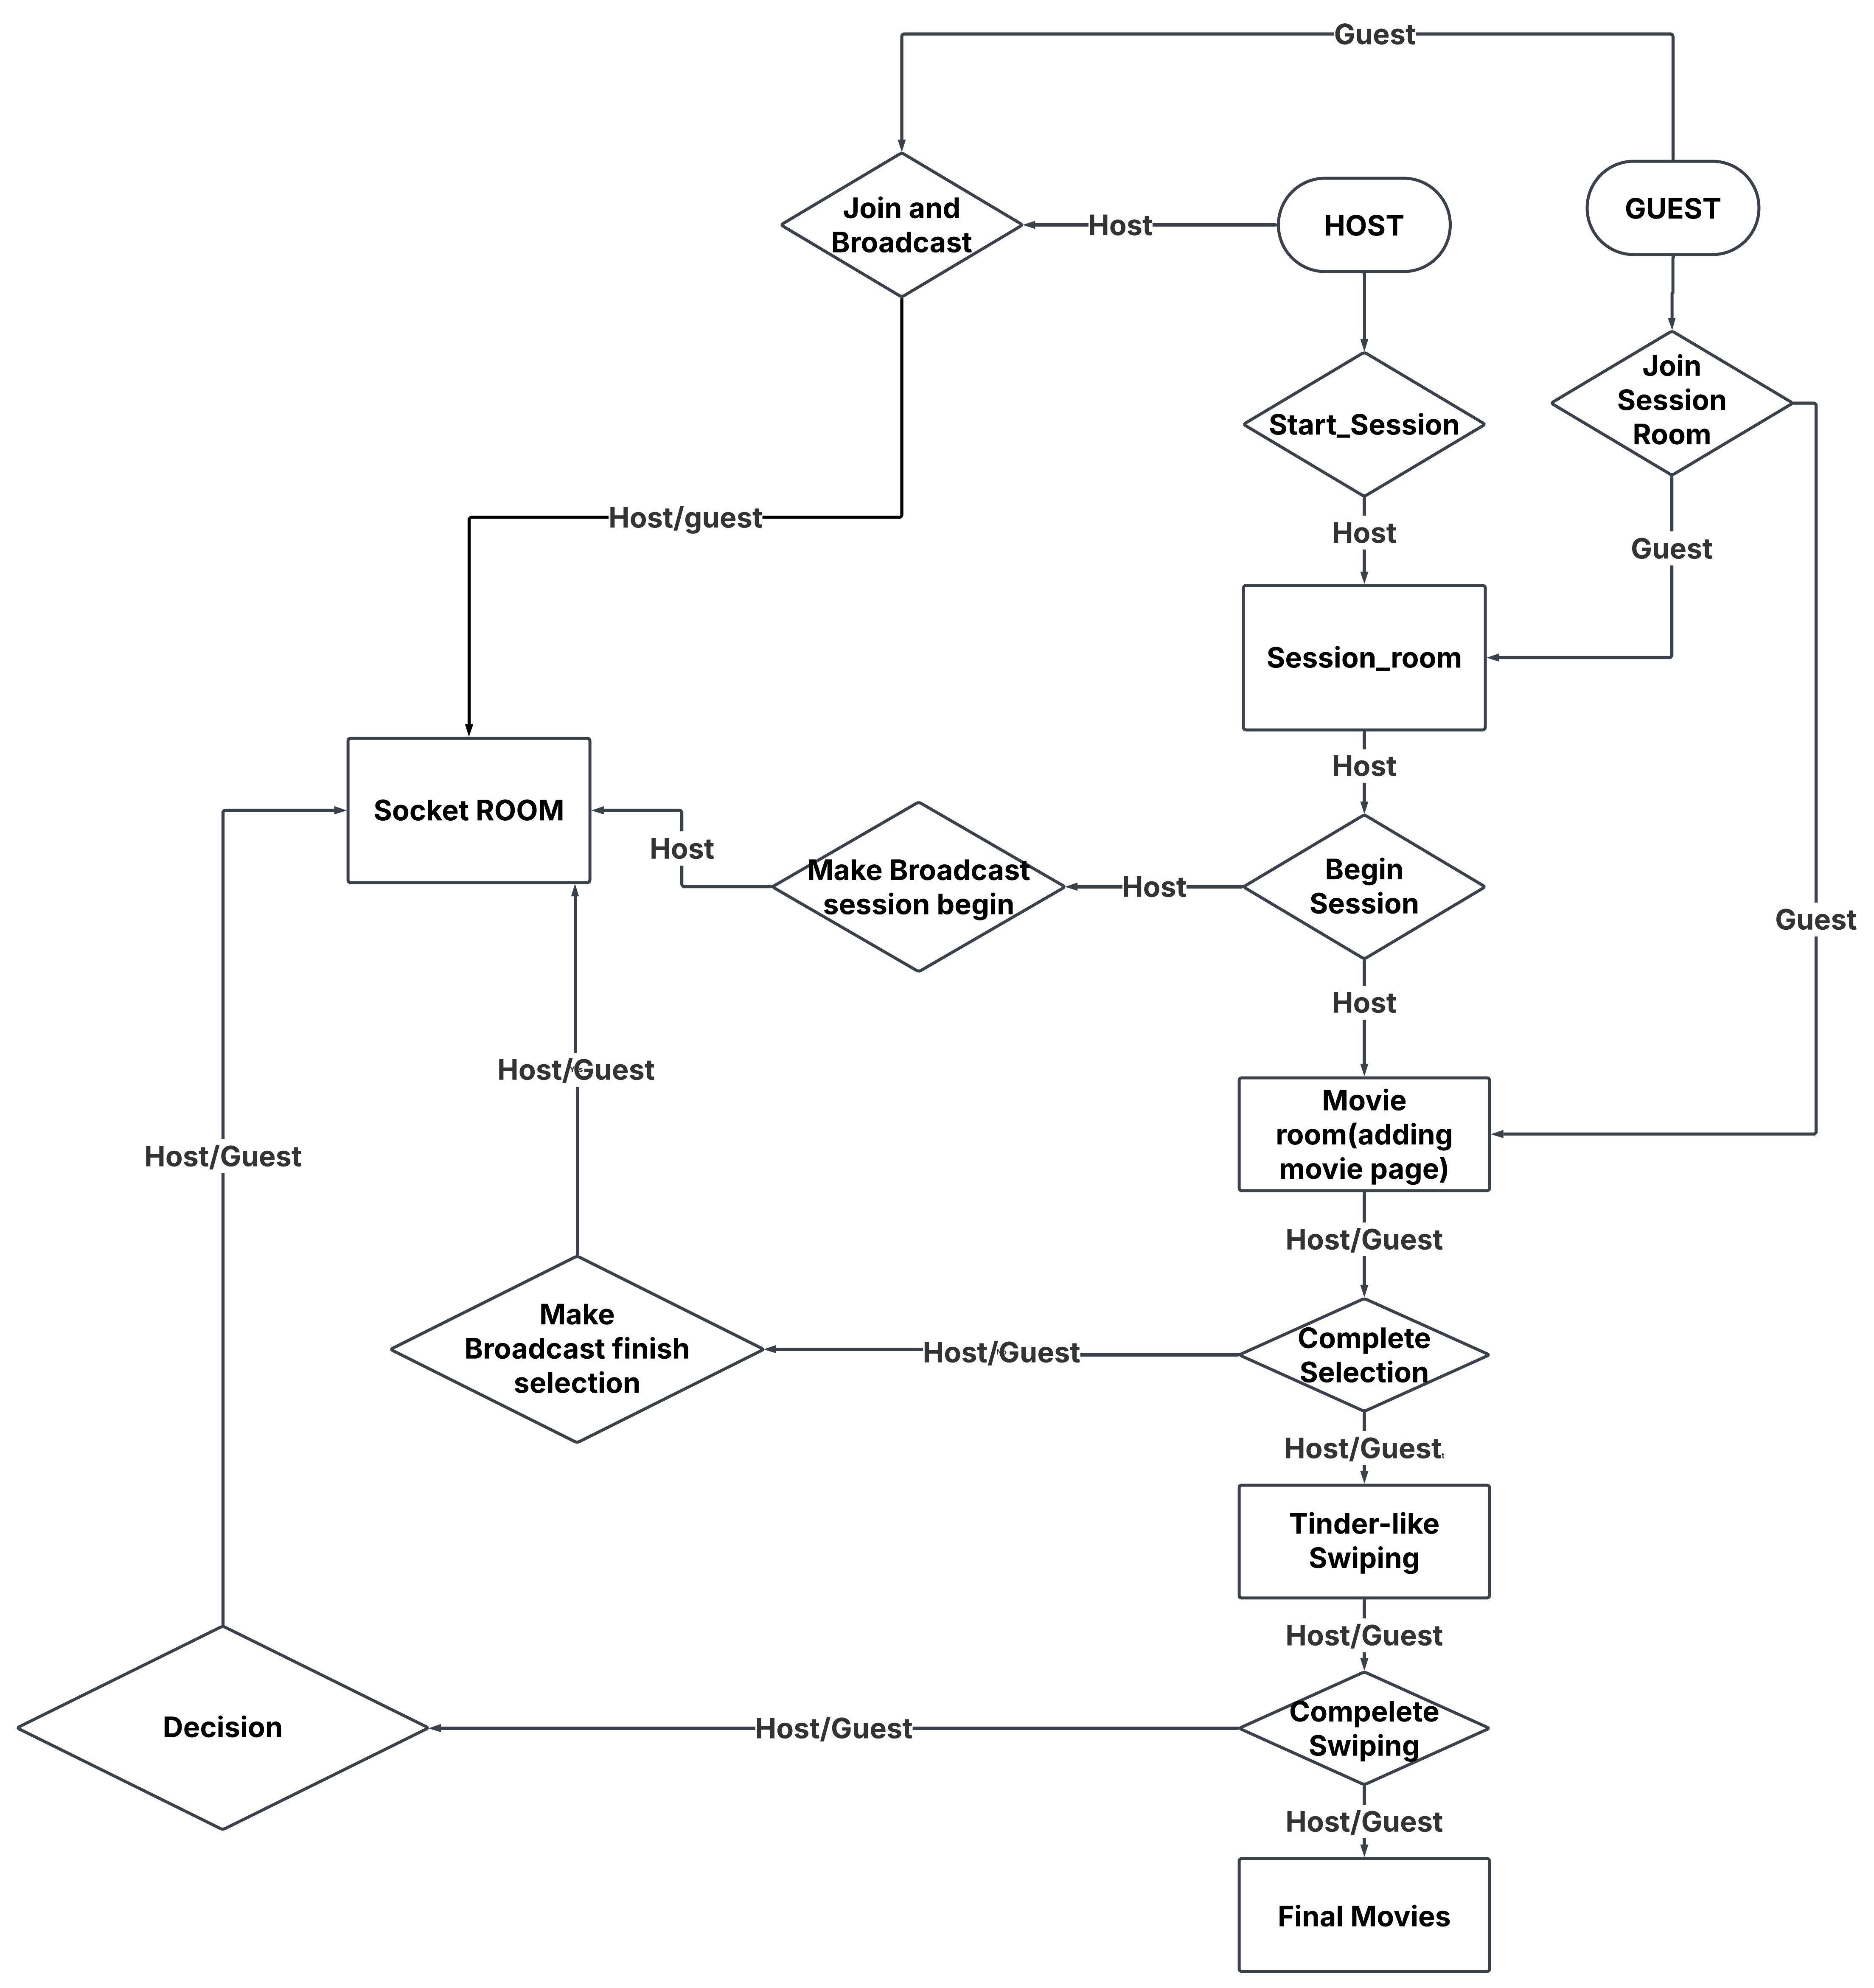 Guest
GUEST
Join and
Broadcast
Host
HOST
Join
Session
Room
Start_Session
Host/guest
Host
Guest
Session_room
Host
Socket ROOM
Host
Make Broadcast
session begin
Host
Begin
Session
Guest
Host
Host/Guest
Movie
room(adding
movie page)
Host/Guest
Host/Guest
Make
Broadcast finish
selection
Host/Guest
Complete
Selection
Host/Guest
Tinder-like
Swiping
Host/Guest
Decision
Host/Guest
Compelete
Swiping
Host/Guest
Final Movies